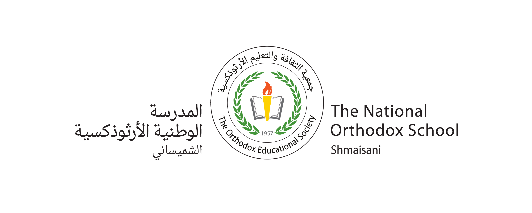 المدرسة
الوطنية الأرثوذكسية
الشميساني
جمعية الثقافة والتعليم الأرثوذكسية
1957
The Orthodox Educational Society
The National
Orthodox School
Shmaisani